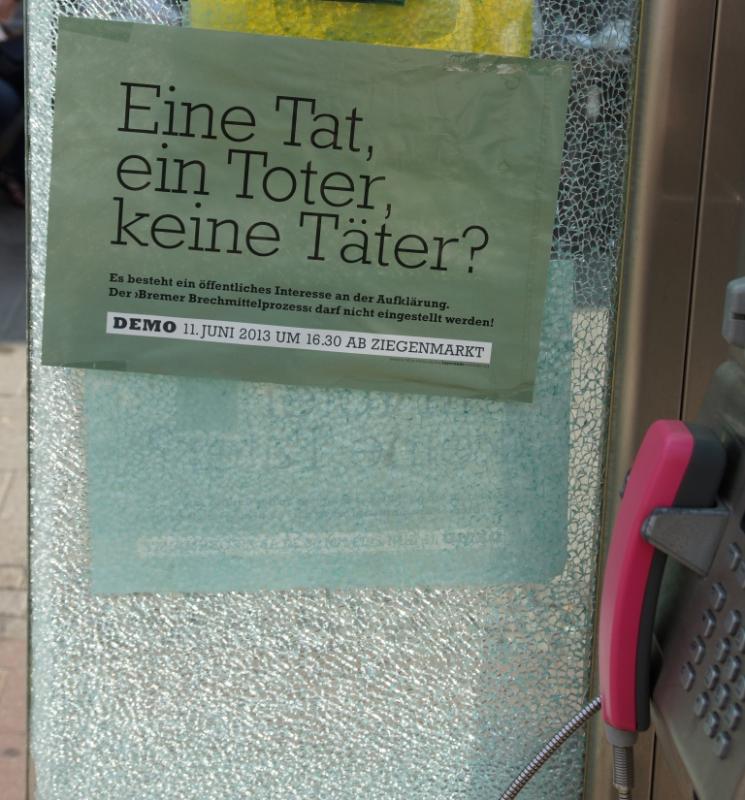 Eine Tat,
ein Toter,
keine Täter?
Es besteht ein öffentliches Interesse an der Aufklärung.
Der ›Bremer Brechmittelprozess‹ darf nicht eingestellt werden!
DEMO 11. JUNI 2013 UM 16.30 AB ZIEGENMARKT